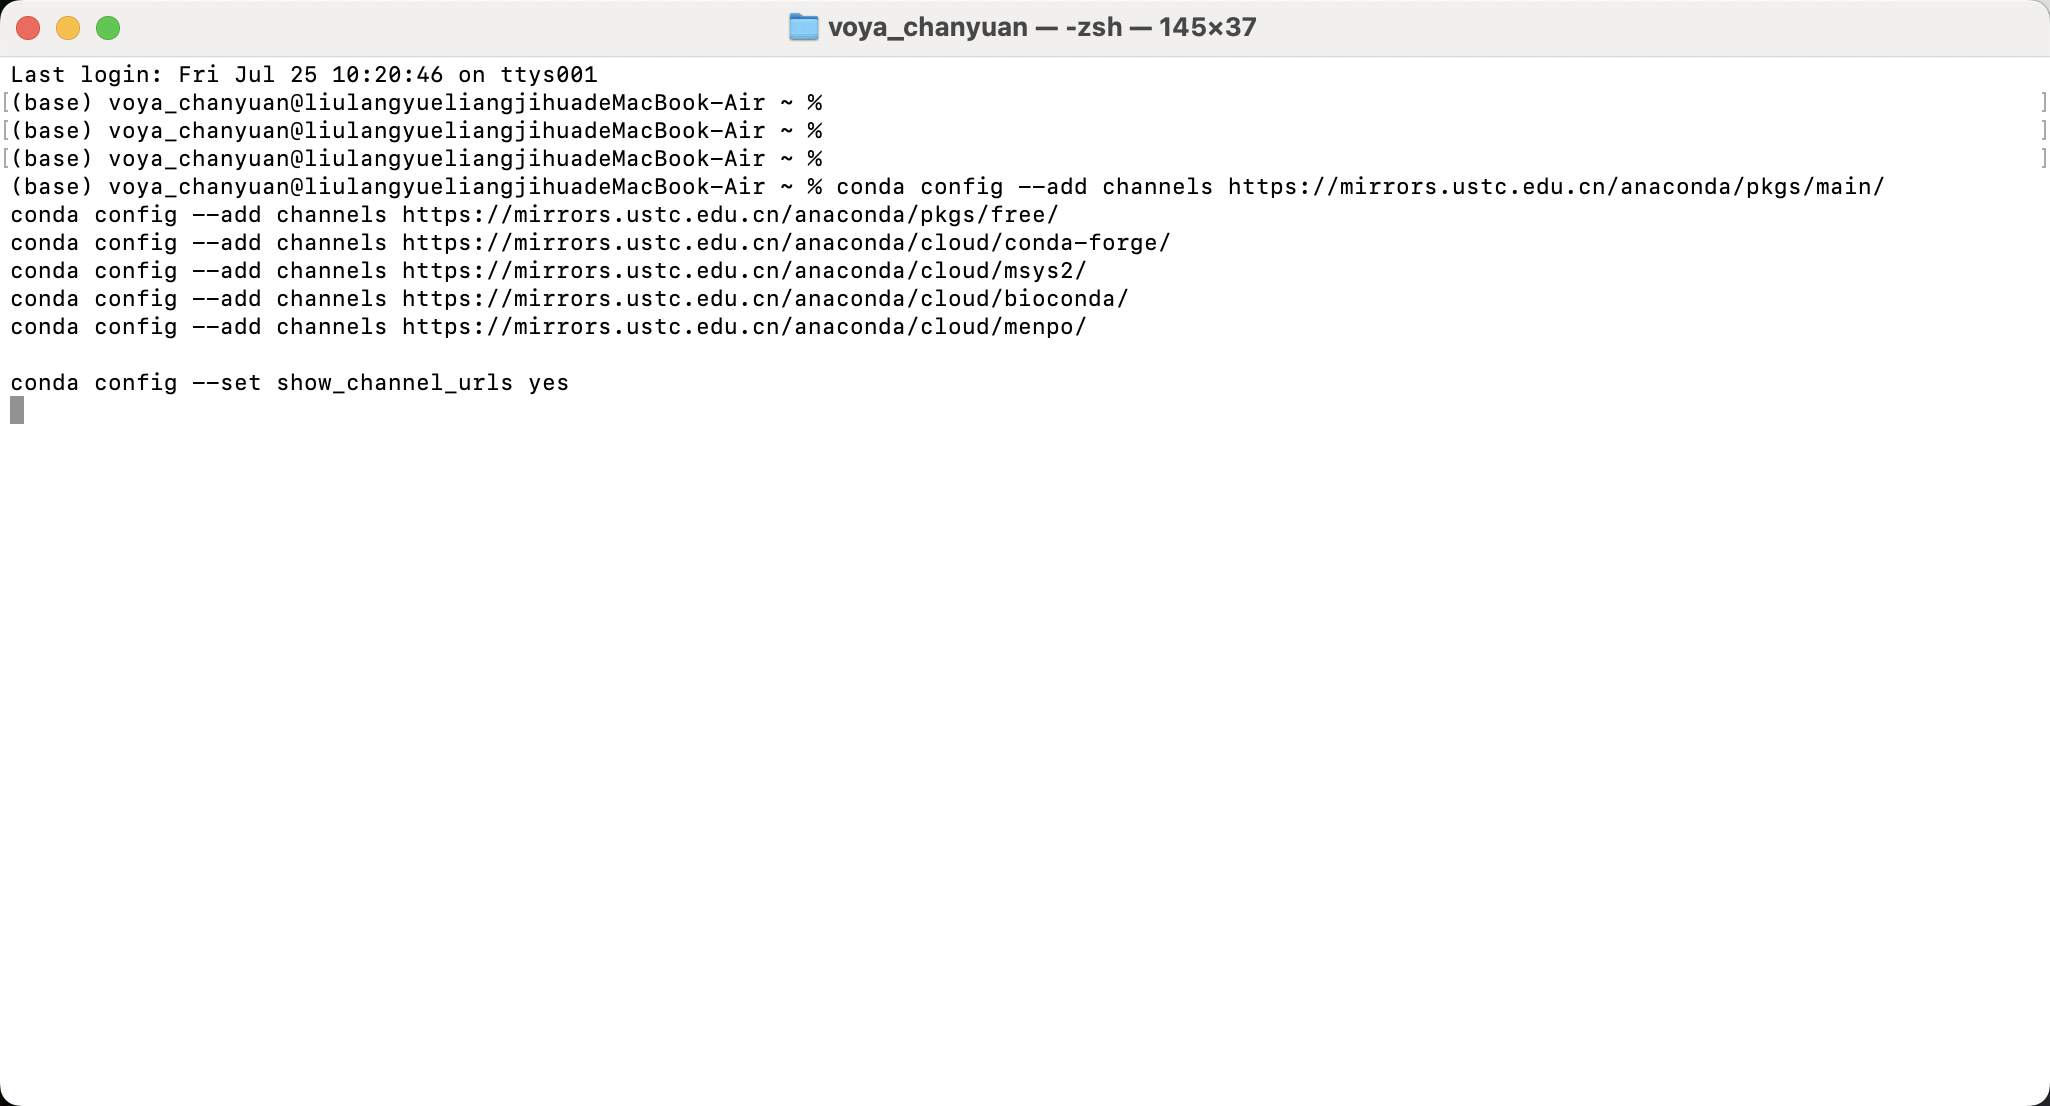 voya_chanyuan — -zsh — 145×37
Last login: Fri Jul 25 10:20:46 on ttys001
[(base) voya_chanyuan@liulangyueliangjihuadeMacBook-Air ~ % ]
[(base) voya_chanyuan@liulangyueliangjihuadeMacBook-Air ~ % ]
[(base) voya_chanyuan@liulangyueliangjihuadeMacBook-Air ~ % ]
(base) voya_chanyuan@liulangyueliangjihuadeMacBook-Air ~ % conda config --add channels https://mirrors.ustc.edu.cn/anaconda/pkgs/main/
conda config --add channels https://mirrors.ustc.edu.cn/anaconda/pkgs/free/
conda config --add channels https://mirrors.ustc.edu.cn/anaconda/cloud/conda-forge/
conda config --add channels https://mirrors.ustc.edu.cn/anaconda/cloud/msys2/
conda config --add channels https://mirrors.ustc.edu.cn/anaconda/cloud/bioconda/
conda config --add channels https://mirrors.ustc.edu.cn/anaconda/cloud/menpo/
conda config --set show_channel_urls yes